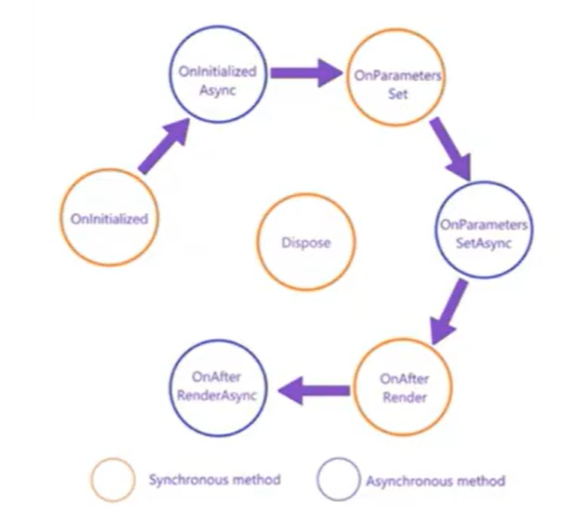 OnInitialized
Async
OnParameters
Set
OnInitialized
Dispose
OnParameters
SetAsync
OnAfter
RenderAsync
OnAfter
Render
Synchronous method
Asynchronous method